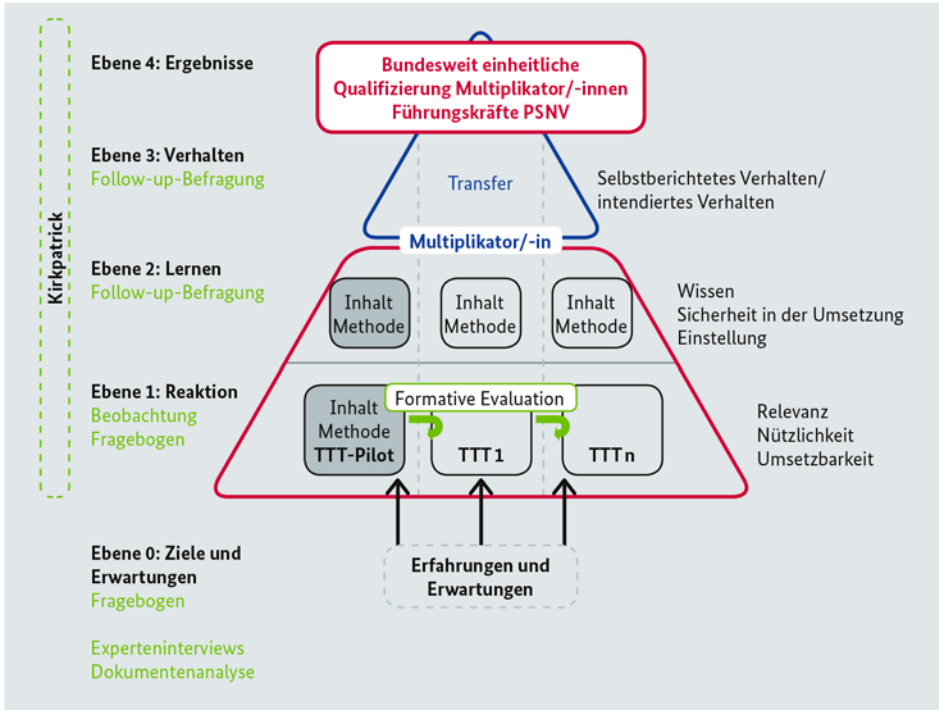 Kirkpatrick
Ebene 4: Ergebnisse
Bundesweit einheitliche
Qualifizierung Multiplikator/-innen
Führungskräfte PSNV
Ebene 3: Verhalten
Follow-up-Befragung
Transfer
Selbstberichtetes Verhalten/
intendiertes Verhalten
Multiplikator/-in
Ebene 2: Lernen
Follow-up-Befragung
Inhalt
Methode
Inhalt
Methode
Inhalt
Methode
Wissen
Sicherheit in der Umsetzung
Einstellung
Ebene 1: Reaktion
Beobachtung
Fragebogen
Formative Evaluation
Inhalt
Methode
TTT-Pilot
TTT 1
TTT n
Relevanz
Nützlichkeit
Umsetzbarkeit
Ebene 0: Ziele und
Erwartungen
Fragebogen
Erfahrungen und
Erwartungen
Experteninterviews
Dokumentenanalyse